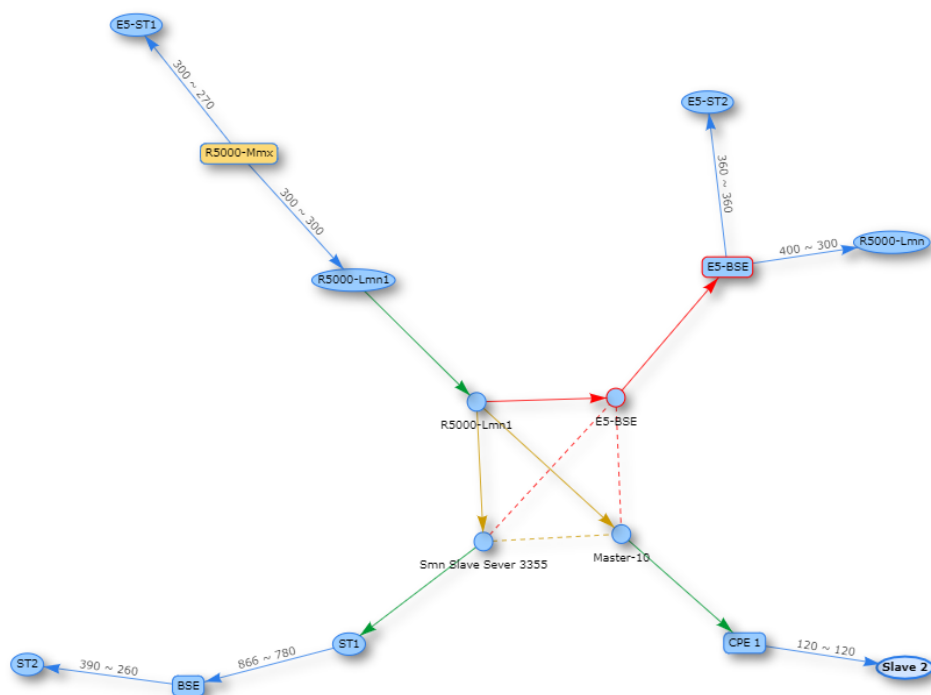 E5-ST1
300 ~ 270
R5000-Mmx
300 ~ 300
R5000-Lmn1
E5-ST2
360 ~ 360
E5-BSE
400 ~ 300
R5000-Lmn
R5000-Lmn1
E5-BSE
Smn Slave Sever 3355
Master-10
ST1
866 ~ 780
BSE
390 ~ 260
ST2
CPE 1
120 ~ 120
Slave 2